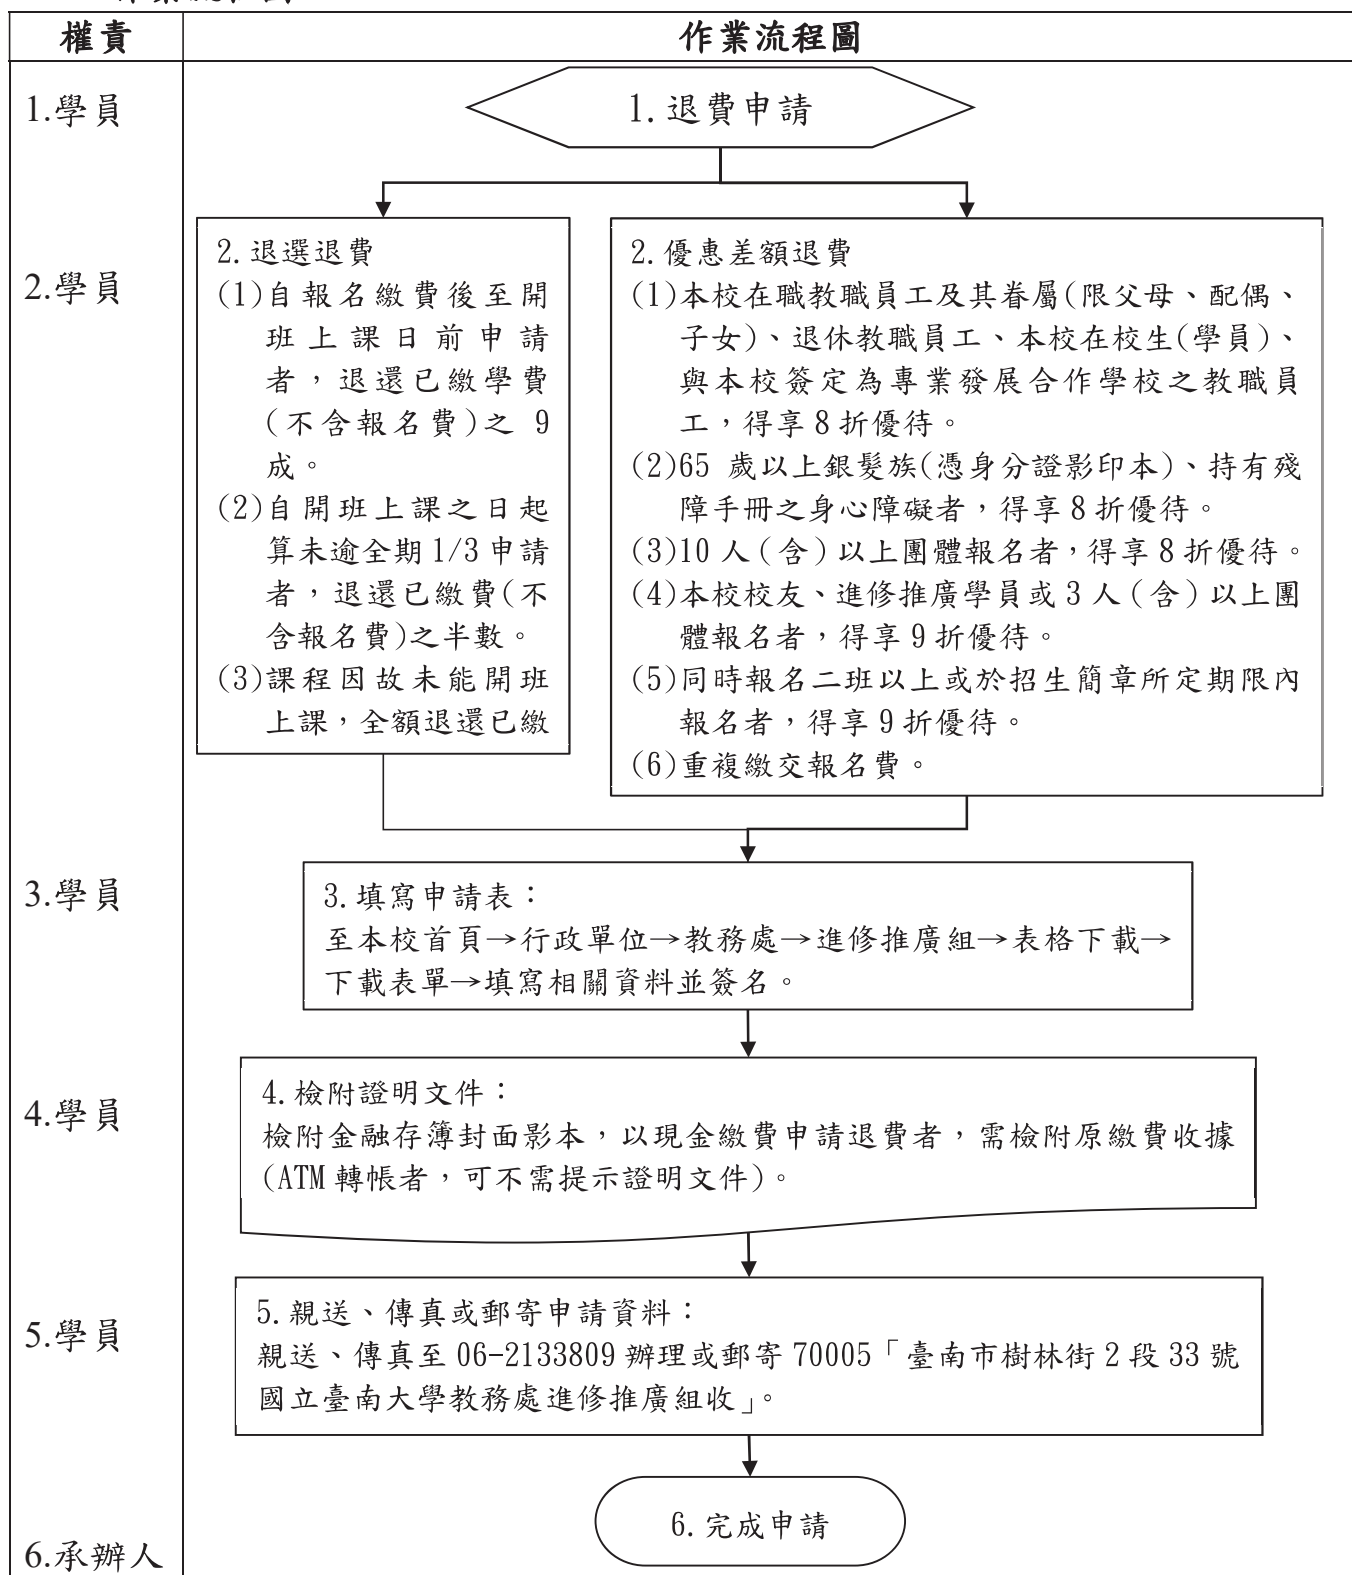 權責
作業流程圖
1.學員
1.退費申請
2.學員
2.退選退費
(1)自報名繳費後至開
班上課日前申請
者，退還已繳學費
(不含報名費)之 9
成。
(2)自開班上課之日起
算未逾全期 1/3 申請
者，退還已繳費(不
含報名費)之半數。
(3)課程因故未能開班
上課，全額退還已繳
2.優惠差額退費
(1)本校在職教職員工及其眷屬(限父母、配偶、
子女)、退休教職員工、本校在校生(學員)、
與本校簽定為專業發展合作學校之教職員
工，得享 8 折優待。
(2)65 歲以上銀髮族(憑身分證影印本)、持有殘
障手冊之身心障礙者，得享 8 折優待。
(3)10 人（含）以上團體報名者，得享 8 折優待。
(4)本校校友、進修推廣學員或 3 人（含）以上團
體報名者，得享 9 折優待。
(5)同時報名二班以上或於招生簡章所定期限內
報名者，得享 9 折優待。
(6)重複繳交報名費。
3.學員
3.填寫申請表：
至本校首頁→行政單位→教務處→進修推廣組→表格下載→
下載表單→填寫相關資料並簽名。
4.學員
4.檢附證明文件：
檢附金融存簿封面影本，以現金繳費申請退費者，需檢附原繳費收據
(ATM 轉帳者，可不需提示證明文件)。
5.學員
5.親送、傳真或郵寄申請資料：
親送、傳真至 06-2133809 辦理或郵寄 70005「臺南市樹林街 2 段 33 號
國立臺南大學教務處進修推廣組收」。
6.完成申請
6.承辦人